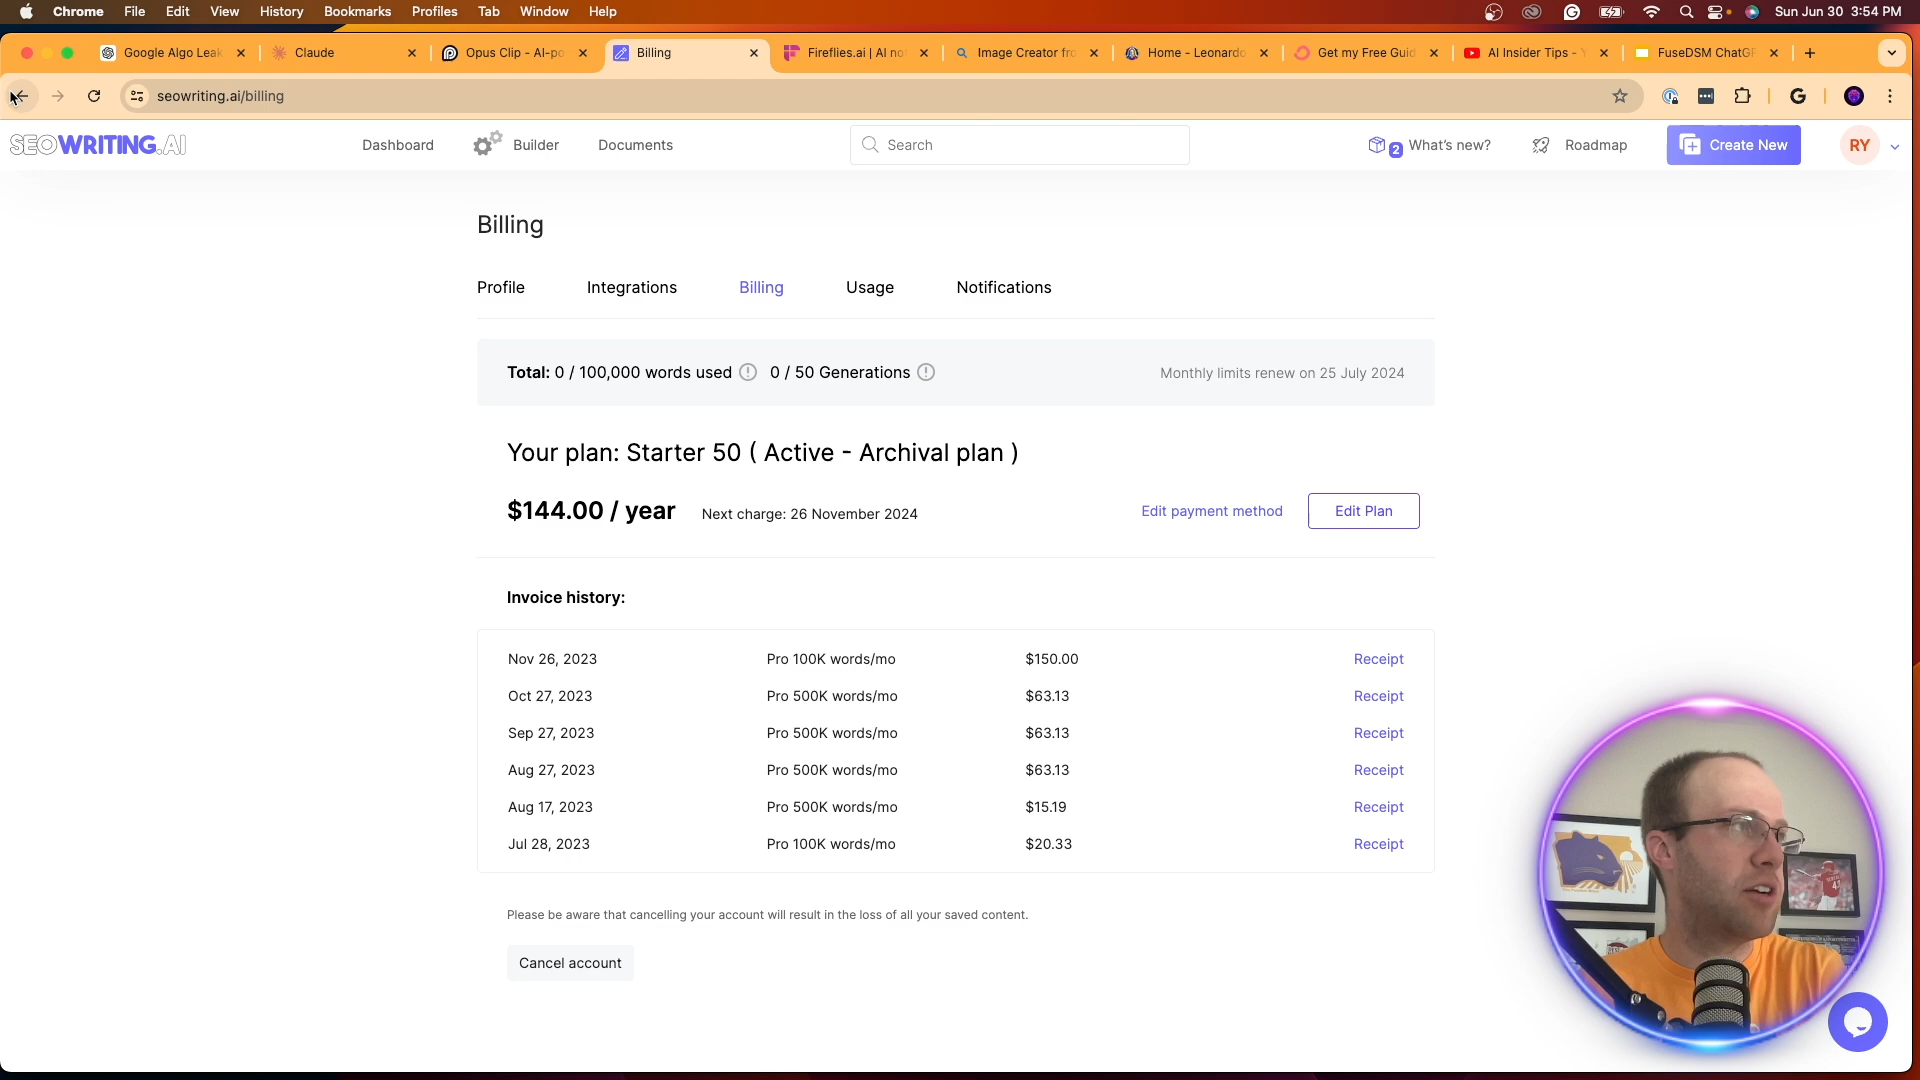 Chrome File Edit View History Bookmarks Profiles Tab Window Help Sun Jun 30 3:54 PM
Google Algo Leak Claude Opus Clip - AI-po Billing Fireflies.ai | AI no Image Creator fro Home - Leonardo Get my Free Guid AI Insider Tips - FuseDSM ChatGP
seowriting.ai/billing
SEOWRITING.AI Dashboard Builder Documents Search 2 What's new? Roadmap Create New RY
Billing
Profile Integrations Billing Usage Notifications
Total: 0 / 100,000 words used 0 / 50 Generations Monthly limits renew on 25 July 2024
Your plan: Starter 50 ( Active - Archival plan )
$144.00 / year Next charge: 26 November 2024 Edit payment method Edit Plan
Invoice history:
Nov 26, 2023 Pro 100K words/mo $150.00 Receipt
Oct 27, 2023 Pro 500K words/mo $63.13 Receipt
Sep 27, 2023 Pro 500K words/mo $63.13 Receipt
Aug 27, 2023 Pro 500K words/mo $63.13 Receipt
Aug 17, 2023 Pro 500K words/mo $15.19 Receipt
Jul 28, 2023 Pro 100K words/mo $20.33 Receipt
Please be aware that cancelling your account will result in the loss of all your saved content.
Cancel account